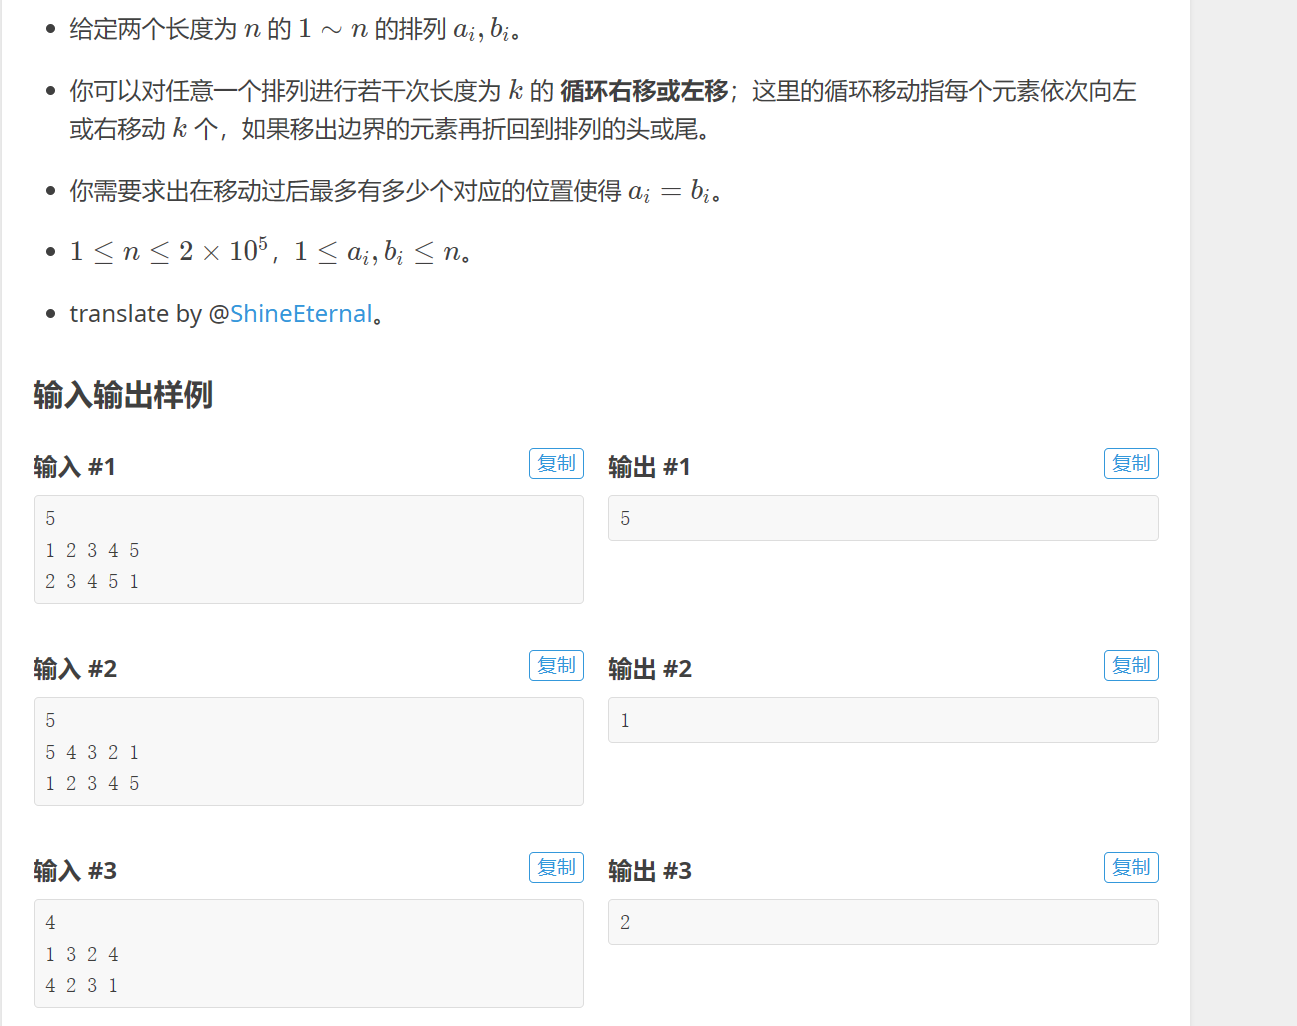 给定两个长度为 n 的 1 ∼ n 的排列 a_i, b_i。
你可以对任意一个排列进行若干次长度为 k 的 循环右移或左移；这里的循环移动指每个元素依次向左
或右移动 k 个，如果移出边界的元素再折回到排列的头或尾。
你需要求出在移动过后最多有多少个对应的位置使得 a_i = b_i。
1 ≤ n ≤ 2 × 10^5，1 ≤ a_i, b_i ≤ n。
translate by @ShineEternal。
输入输出样例
输入 #1 复制 输出 #1 复制
5 5
1 2 3 4 5
2 3 4 5 1
输入 #2 复制 输出 #2 复制
5 1
5 4 3 2 1
1 2 3 4 5
输入 #3 复制 输出 #3 复制
4 2
1 3 2 4
4 2 3 1